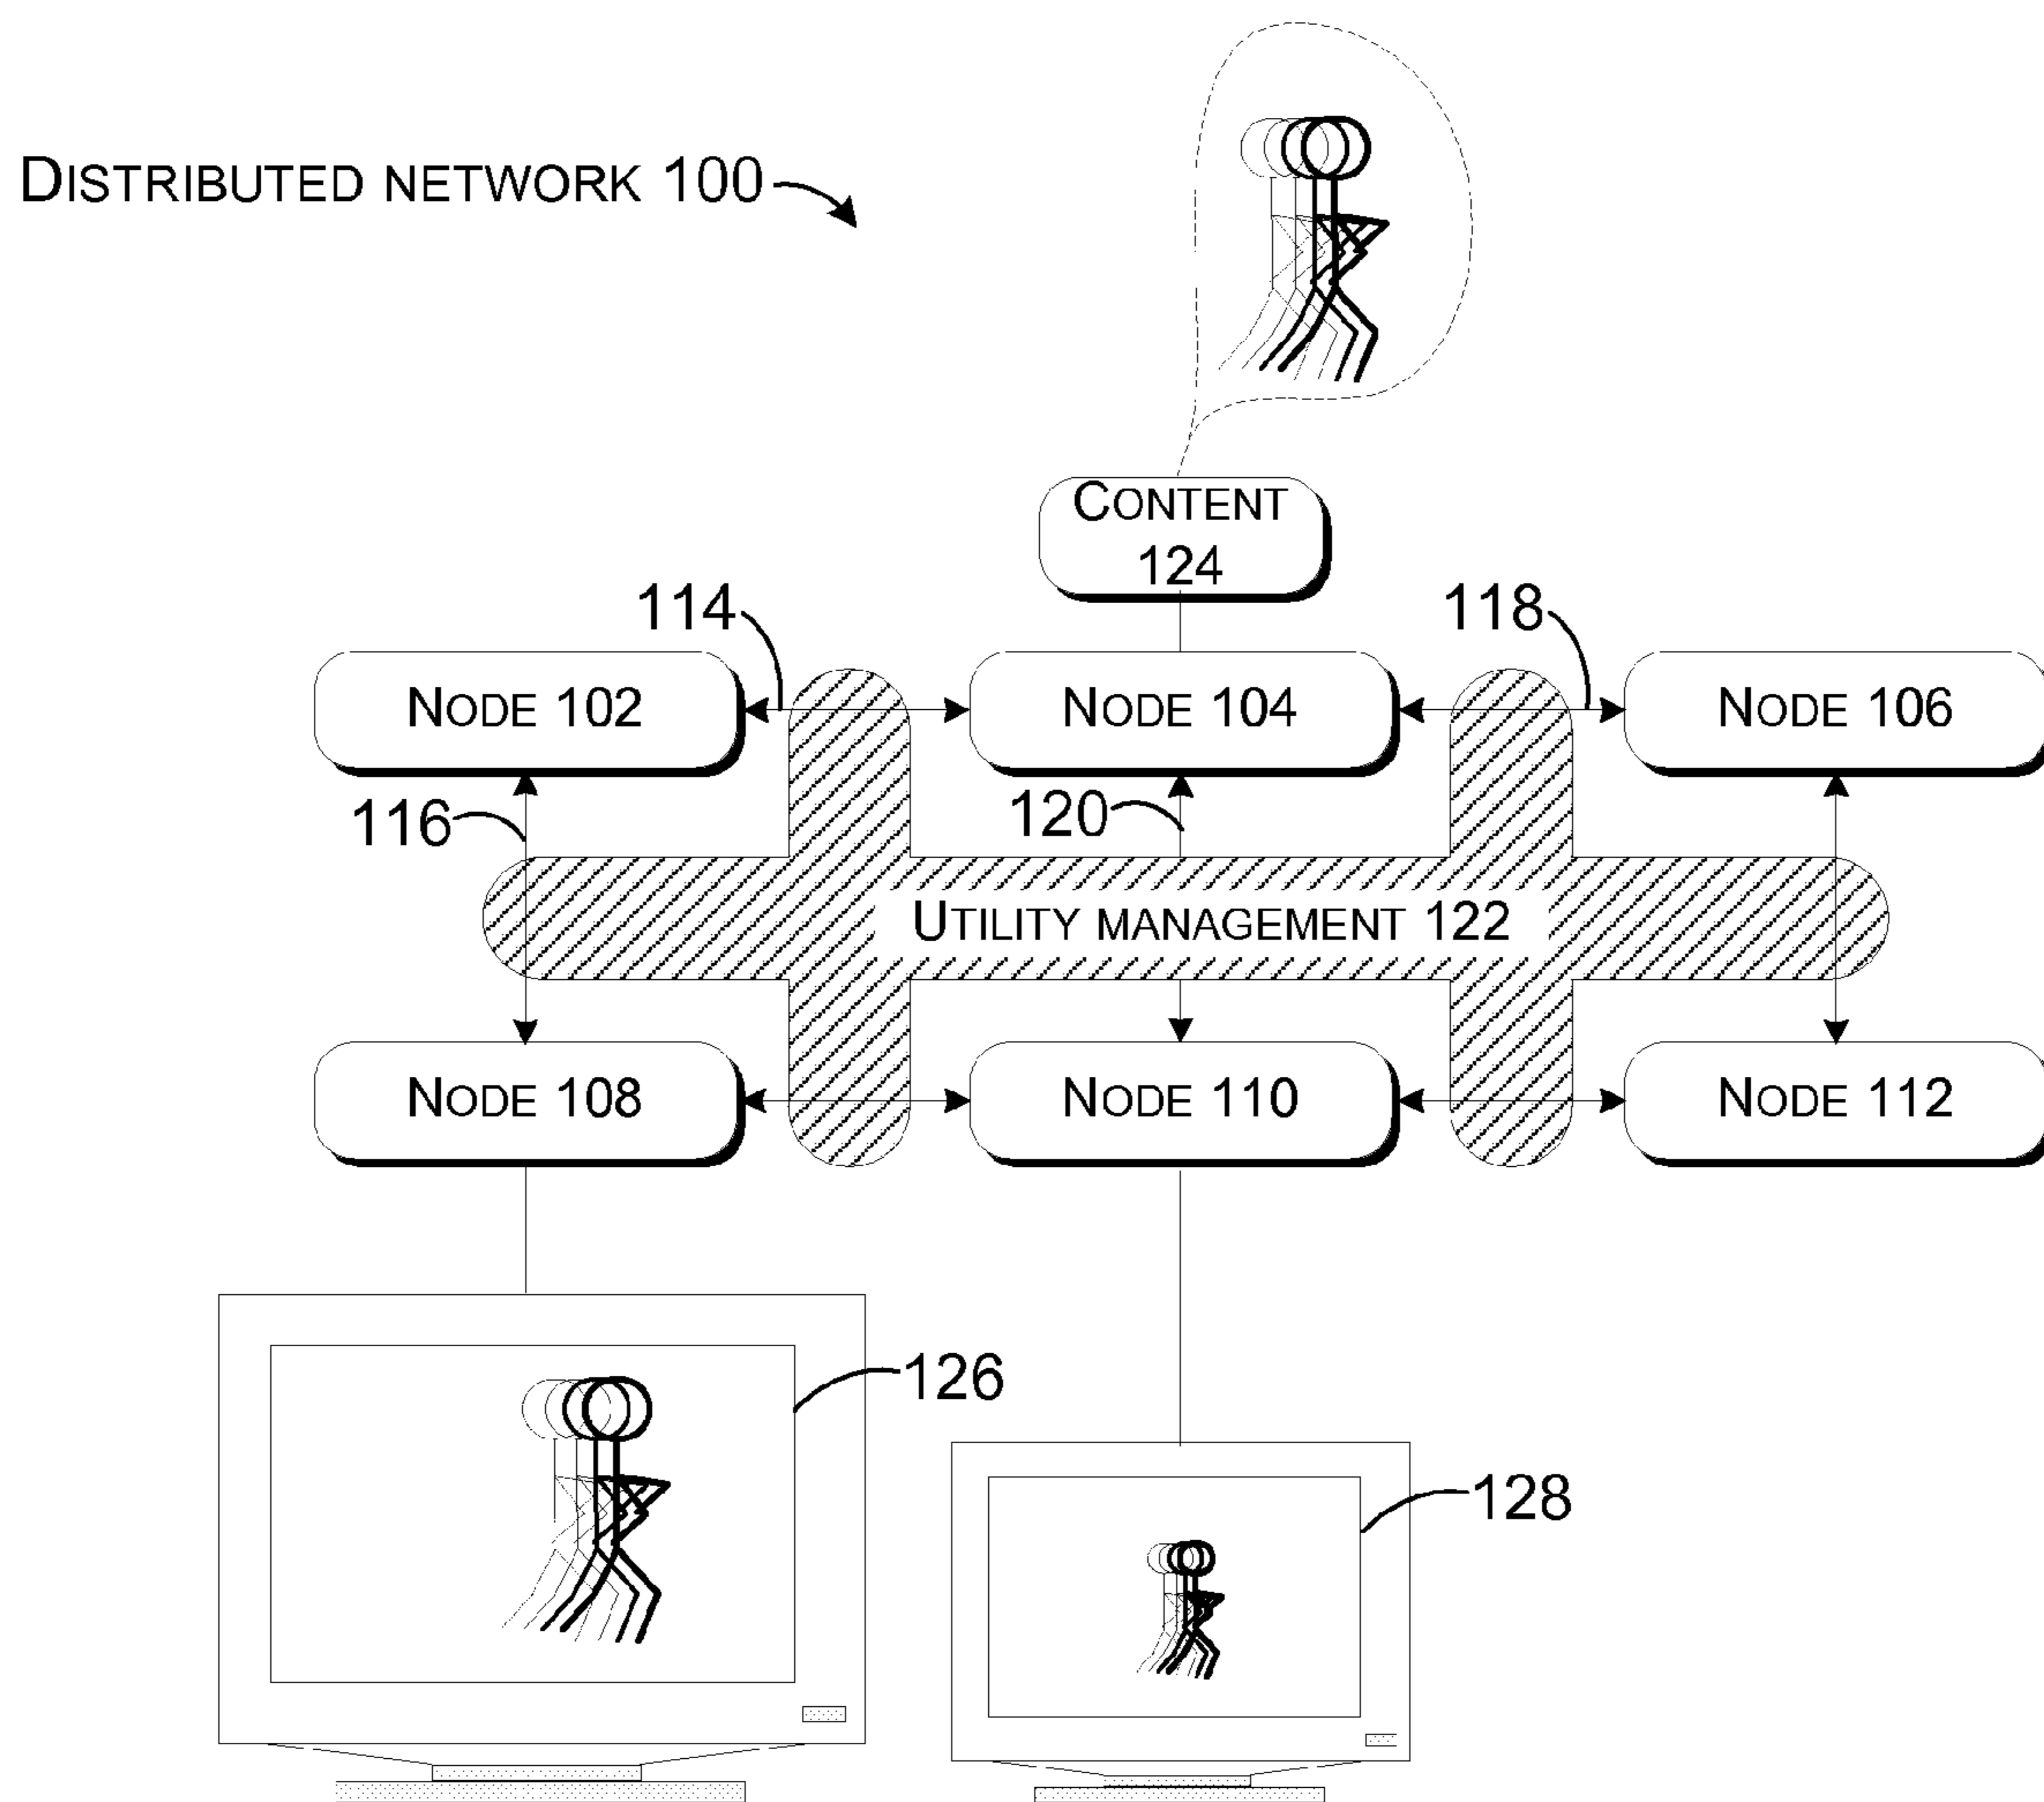 DISTRIBUTED NETWORK 100
CONTENT
124
114
118
NODE 102
NODE 104
NODE 106
116
120
UTILITY MANAGEMENT 122
NODE 108
NODE 110
NODE 112
126
128